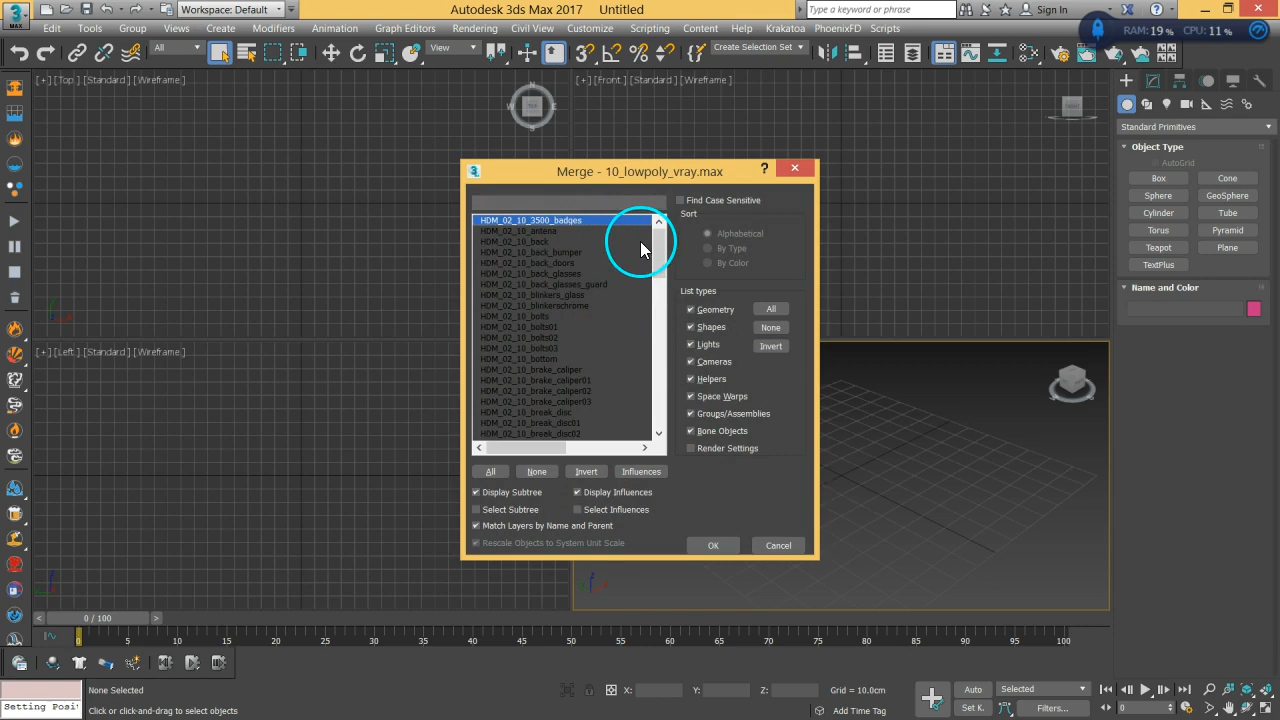 Workspace: Default
Autodesk 3ds Max 2017 Untitled
Type a keyword or phrase
Sign In
MAX
Edit Tools Group Views Create Modifiers Animation Graph Editors Rendering Civil View Customize Scripting Content Help Krakatoa PhoenixFD Scripts
RAM: 19 % CPU: 11 %
All
View
Create Selection Set
[+] [Top] [Standard] [Wireframe]
[+] [Front] [Standard] [Wireframe]
N
W TOP E
S
FRONT
Standard Primitives
Object Type
AutoGrid
Box Cone
Sphere GeoSphere
Cylinder Tube
Torus Pyramid
Teapot Plane
TextPlus
Name and Color
Merge - 10_lowpoly_vray.max
?
Find Case Sensitive
HDM_02_10_3500_badges
HDM_02_10_antena
HDM_02_10_back
HDM_02_10_back_bumper
HDM_02_10_back_doors
HDM_02_10_back_glasses
HDM_02_10_back_glasses_guard
HDM_02_10_blinkers_glass
HDM_02_10_blinkerschrome
HDM_02_10_bolts
HDM_02_10_bolts01
HDM_02_10_bolts02
HDM_02_10_bolts03
HDM_02_10_bottom
HDM_02_10_brake_caliper
HDM_02_10_brake_caliper01
HDM_02_10_brake_caliper02
HDM_02_10_brake_caliper03
HDM_02_10_break_disc
HDM_02_10_break_disc01
HDM_02_10_break_disc02
Sort
Alphabetical
By Type
By Color
List types
Geometry All
Shapes None
Lights Invert
Cameras
Helpers
Space Warps
Groups/Assemblies
Bone Objects
Render Settings
All None Invert Influences
Display Subtree Display Influences
Select Subtree Select Influences
Match Layers by Name and Parent
Rescale Objects to System Unit Scale
OK Cancel
[+] [Left] [Standard] [Wireframe]
0 / 100
0 5 10 15 20 25 30 35 40 45 50 55 60 65 70 75 80 85 90 95 100
None Selected
X: Y: Z: Grid = 10.0cm
Auto Selected
Setting Posi
Click or click-and-drag to select objects
Add Time Tag
Set K. Filters...
0